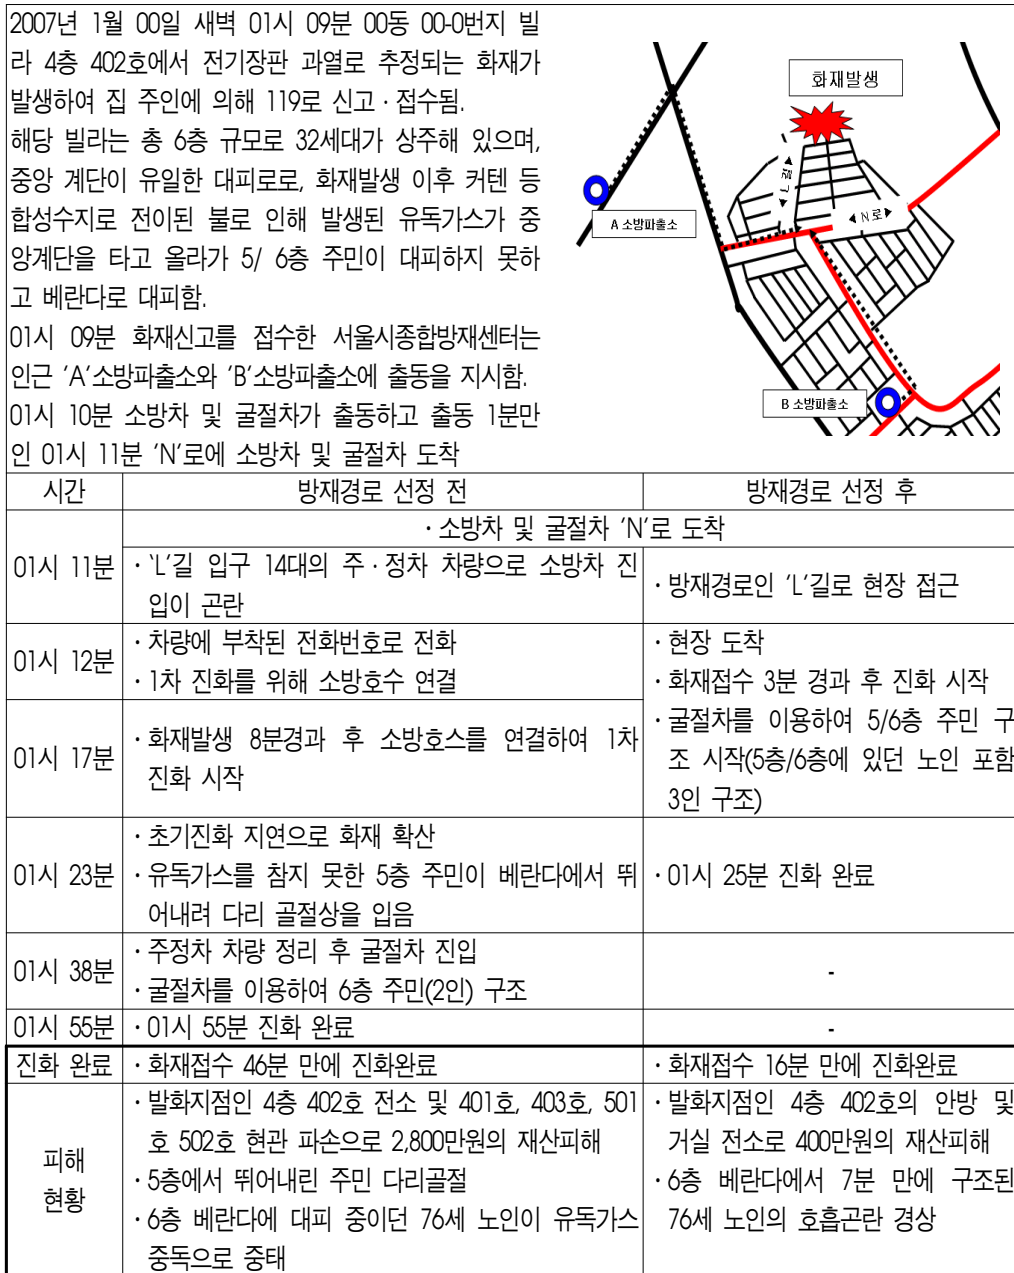 2007년 1월 00일 새벽 01시 09분 00동 00-0번지 빌
라 4층 402호에서 전기장판 과열로 추정되는 화재가
발생하여 집 주인에 의해 119로 신고·접수됨.
해당 빌라는 총 6층 규모로 32세대가 상주해 있으며,
중앙 계단이 유일한 대피로로, 화재발생 이후 커텐 등
합성수지로 전이된 불로 인해 발생된 유독가스가 중
앙계단을 타고 올라가 5/ 6층 주민이 대피하지 못하
고 베란다로 대피함.
01시 09분 화재신고를 접수한 서울시종합방재센터는
인근 'A'소방파출소와 'B'소방파출소에 출동을 지시함.
01시 10분 소방차 및 굴절차가 출동하고 출동 1분만
인 01시 11분 'N'로에 소방차 및 굴절차 도착
화재발생
L길
N로
A 소방파출소
B 소방파출소
시간
방재경로 선정 전
방재경로 선정 후
01시 11분
·소방차 및 굴절차 'N'로 도착
·'L'길 입구 14대의 주·정차 차량으로 소방차 진
입이 곤란
·방재경로인 'L'길로 현장 접근
01시 12분
·차량에 부착된 전화번호로 전화
·1차 진화를 위해 소방호수 연결
·현장 도착
·화재접수 3분 경과 후 진화 시작
·굴절차를 이용하여 5/6층 주민 구
조 시작(5층/6층에 있던 노인 포함
3인 구조)
01시 17분
·화재발생 8분경과 후 소방호스를 연결하여 1차
진화 시작
01시 23분
·초기진화 지연으로 화재 확산
·유독가스를 참지 못한 5층 주민이 베란다에서 뛰
어내려 다리 골절상을 입음
·01시 25분 진화 완료
01시 38분
·주정차 차량 정리 후 굴절차 진입
·굴절차를 이용하여 6층 주민(2인) 구조
-
01시 55분
·01시 55분 진화 완료
-
진화 완료
·화재접수 46분 만에 진화완료
·화재접수 16분 만에 진화완료
피해
현황
·발화지점인 4층 402호 전소 및 401호, 403호, 501
호 502호 현관 파손으로 2,800만원의 재산피해
·5층에서 뛰어내린 주민 다리골절
·6층 베란다에 대피 중이던 76세 노인이 유독가스
중독으로 중태
·발화지점인 4층 402호의 안방 및
거실 전소로 400만원의 재산피해
·6층 베란다에서 7분 만에 구조된
76세 노인의 호흡곤란 경상